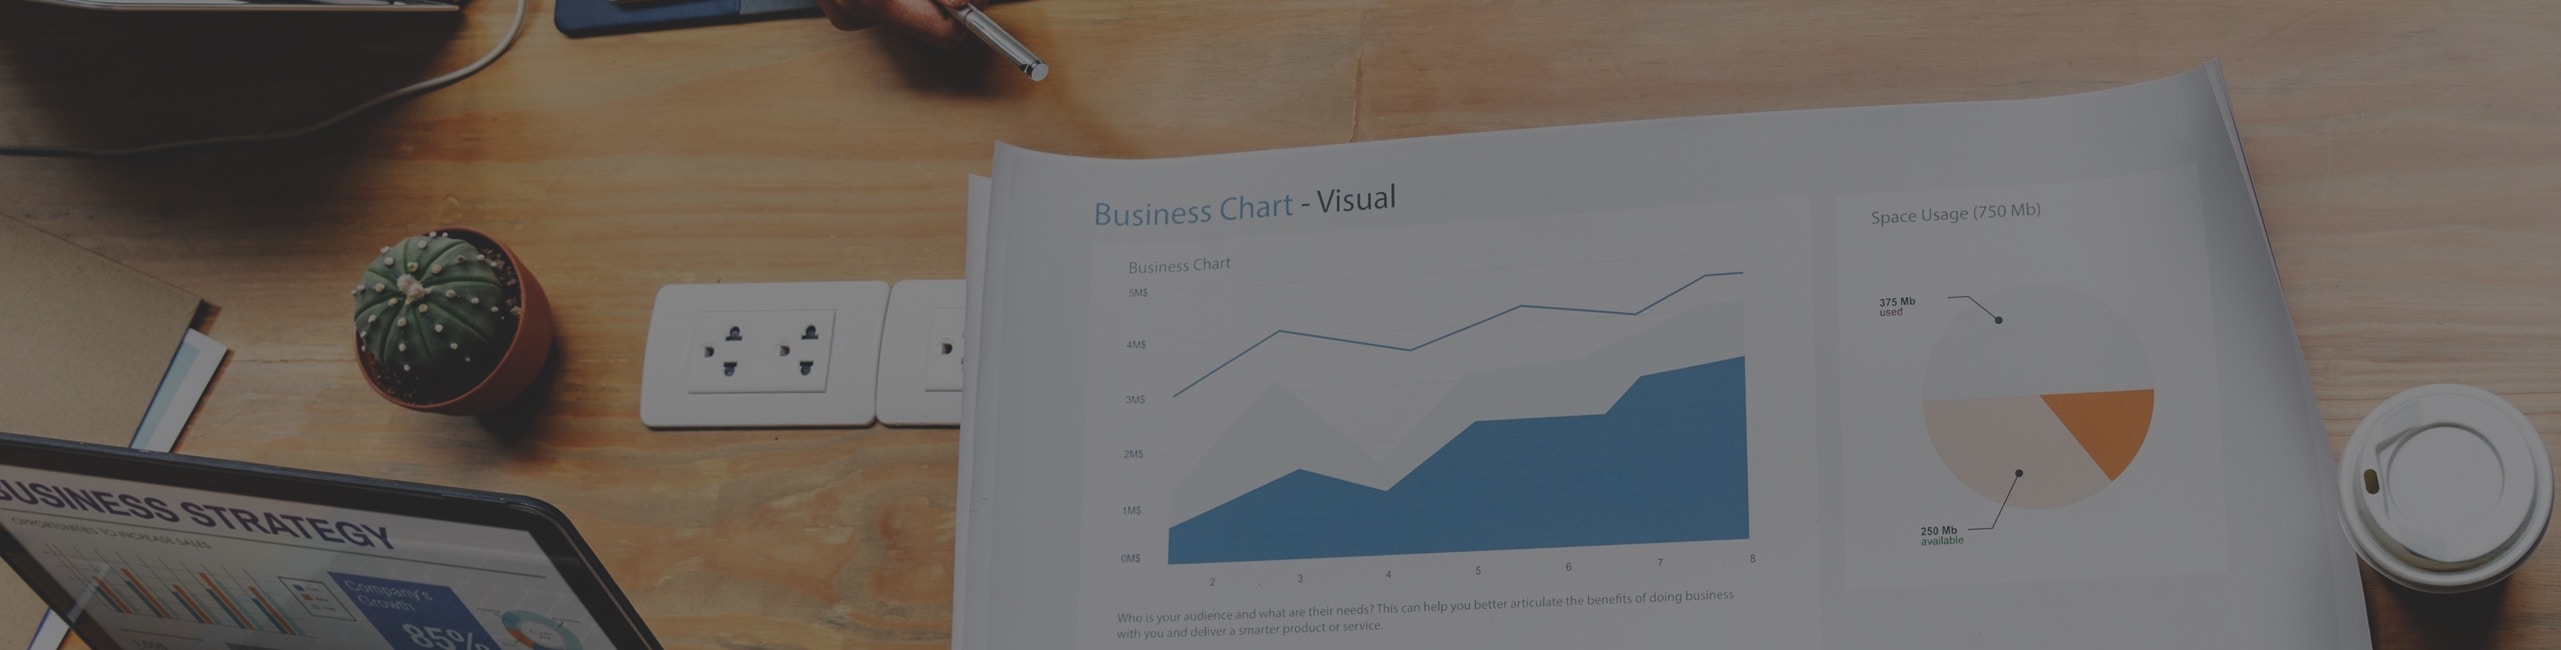 Business Chart - Visual
Business Chart
5M$
4M$
3M$
2M$
1M$
0M$
2
3
4
5
6
7
8
Who is your audience and what are their needs? This can help you better articulate the benefits of doing business
with you and deliver a smarter product or service.
Space Usage (750 Mb)
375 Mb
used
250 Mb
available
BUSINESS STRATEGY
OPPORTUNITIES TO INCREASE SALES
Company's
Growth
85%